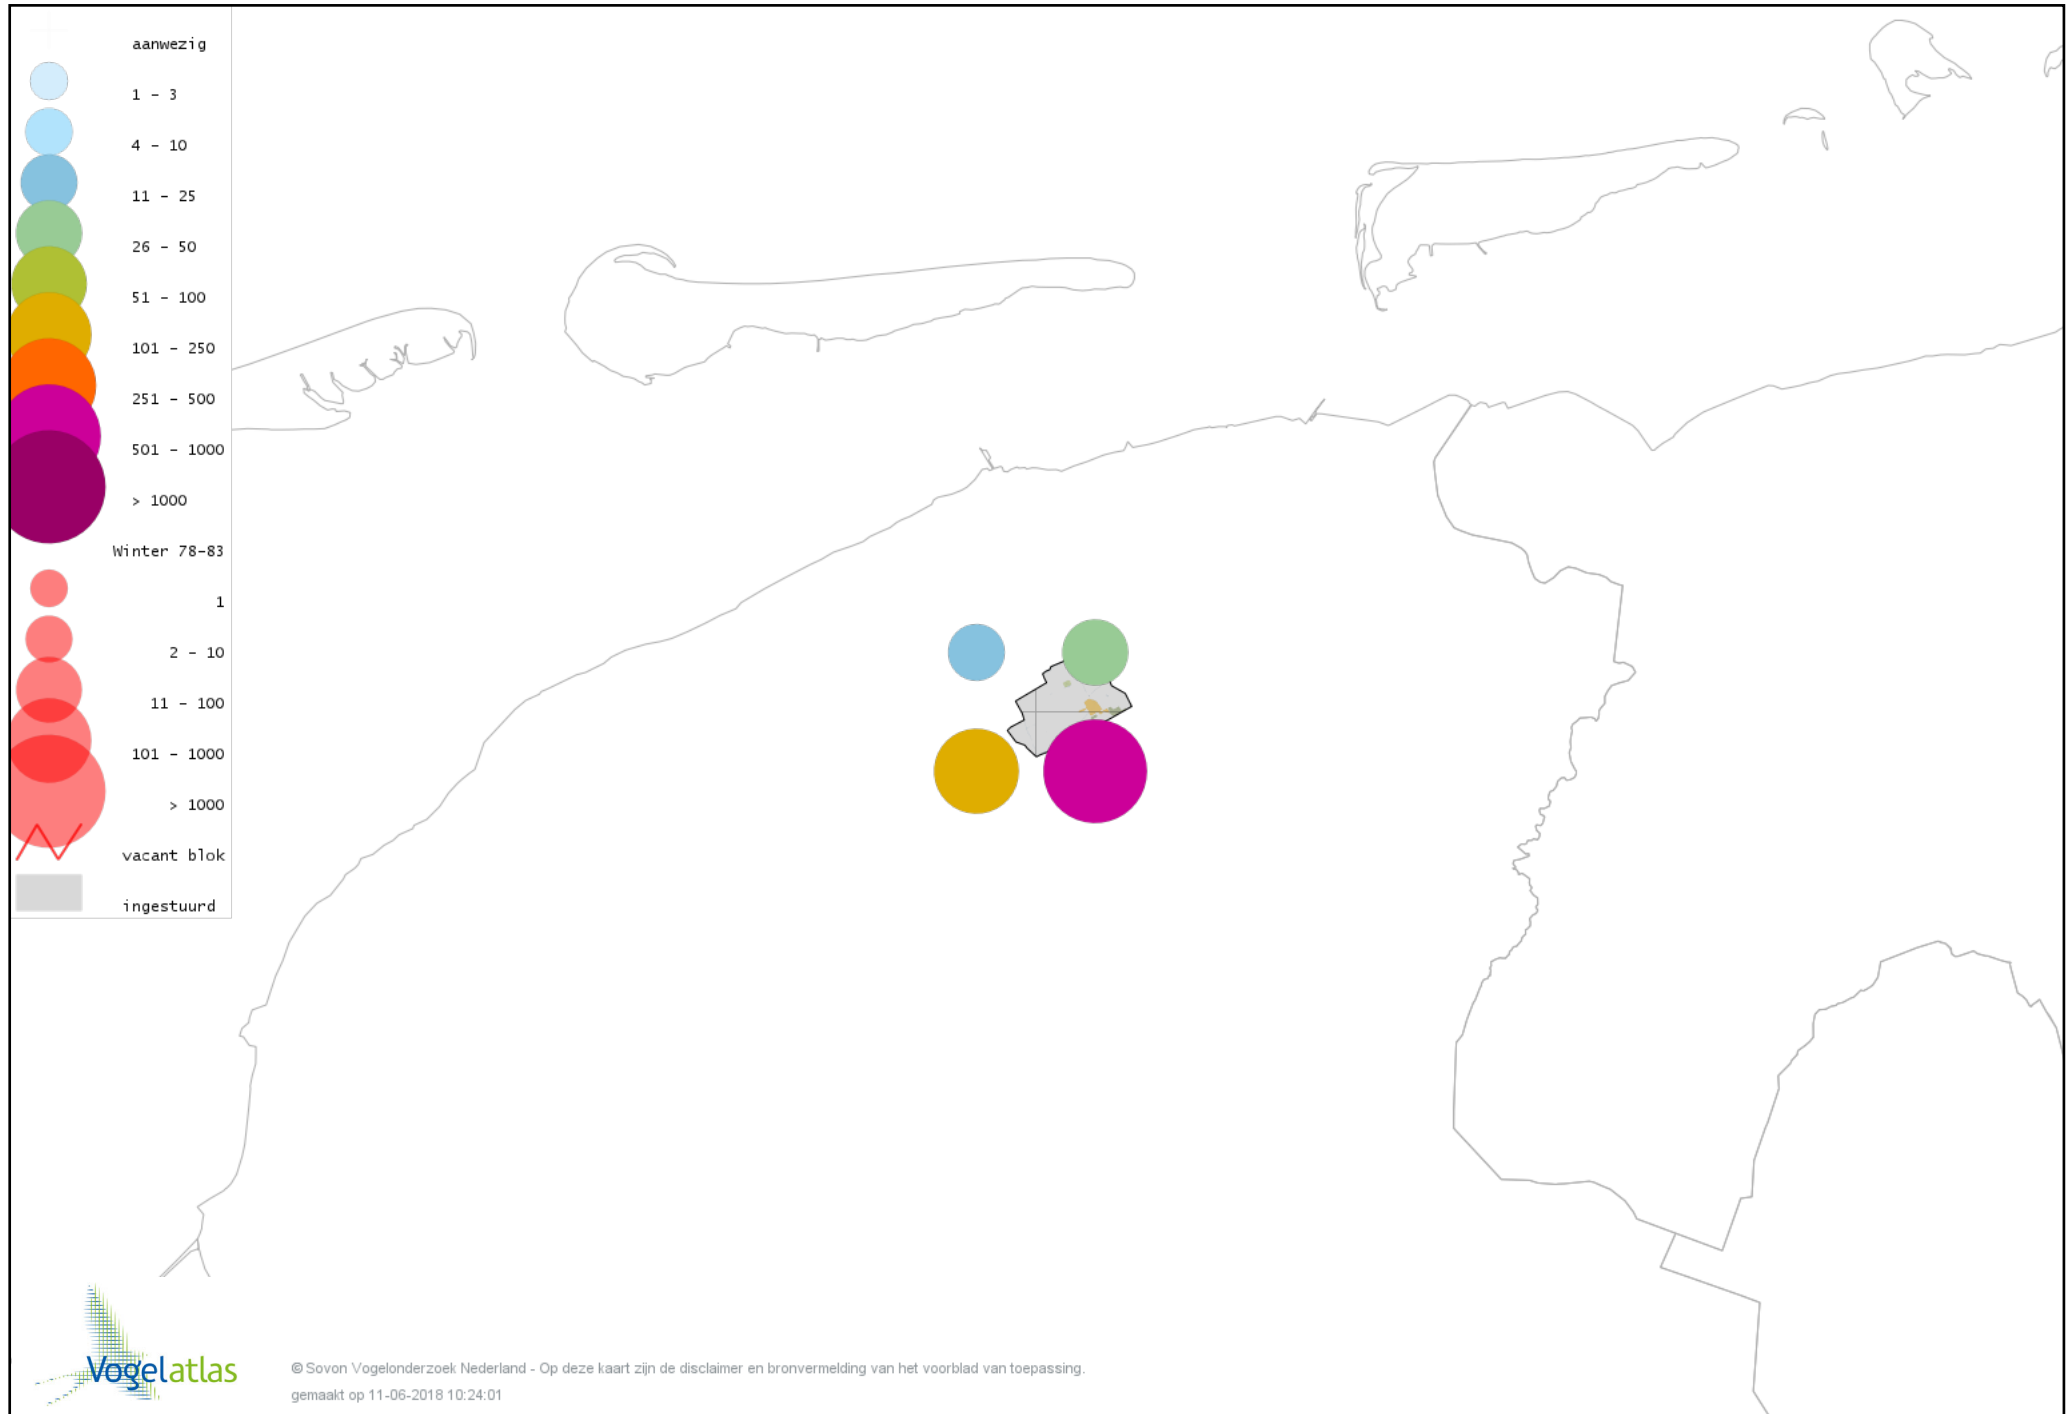 aanwezig
1 - 3
4 - 10
11 - 25
26 - 50
51 - 100
101 - 250
251 - 500
501 - 1000
> 1000
Winter 78-83
1
2 - 10
11 - 100
101 - 1000
> 1000
vacant blok
ingestuurd
Vogelatlas
© Sovon Vogelonderzoek Nederland - Op deze kaart zijn de disclaimer en bronvermelding van het voorblad van toepassing.
gemaakt op 11-06-2018 10:24:01